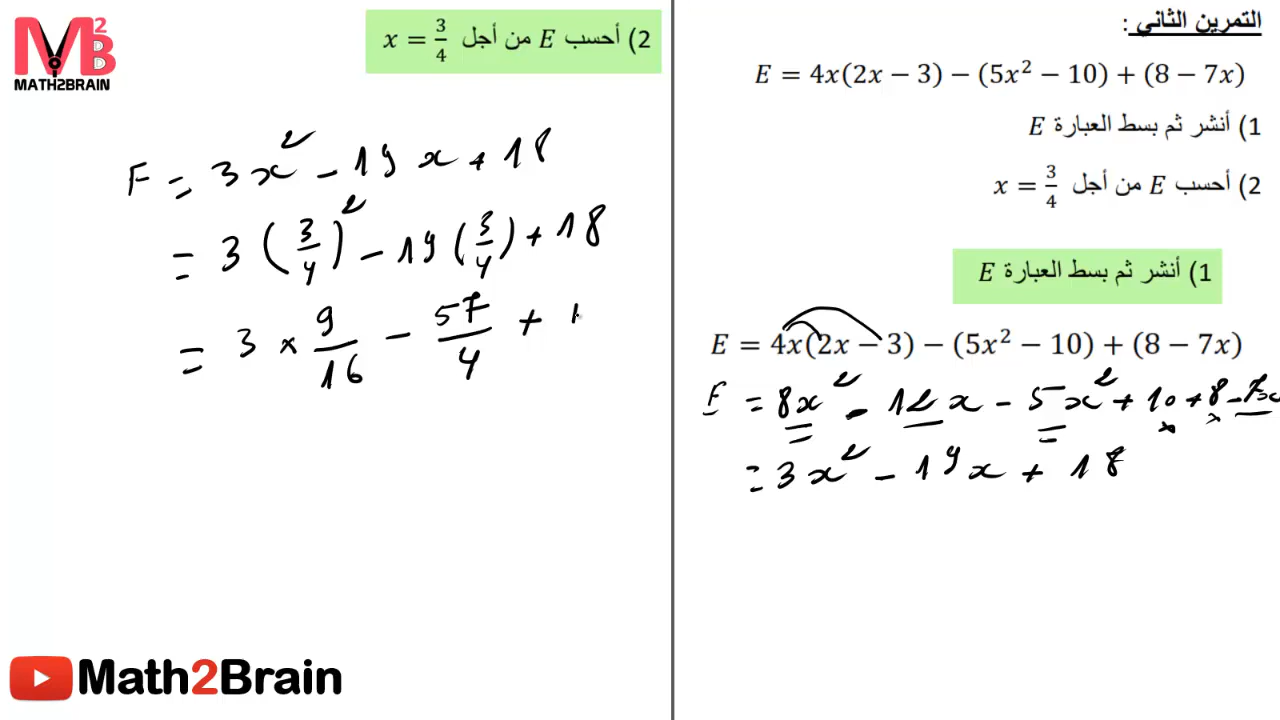 التمرين الثاني :
E = 4x(2x − 3) − (5x² − 10) + (8 − 7x)
1) أنشر ثم بسط العبارة E
2) أحسب E من أجل x = 3/4
1) أنشر ثم بسط العبارة E
E = 4x(2x − 3) − (5x² − 10) + (8 − 7x)
E = 8x² - 12x - 5x² + 10 + 8 - 7x
= 3x² - 19x + 18
M2B
MATH2BRAIN
2) أحسب E من أجل x = 3/4
E = 3x² - 19x + 18
= 3 (3/4)² - 19 (3/4) + 18
= 3 × 9/16 - 57/4 + 1
Math2Brain